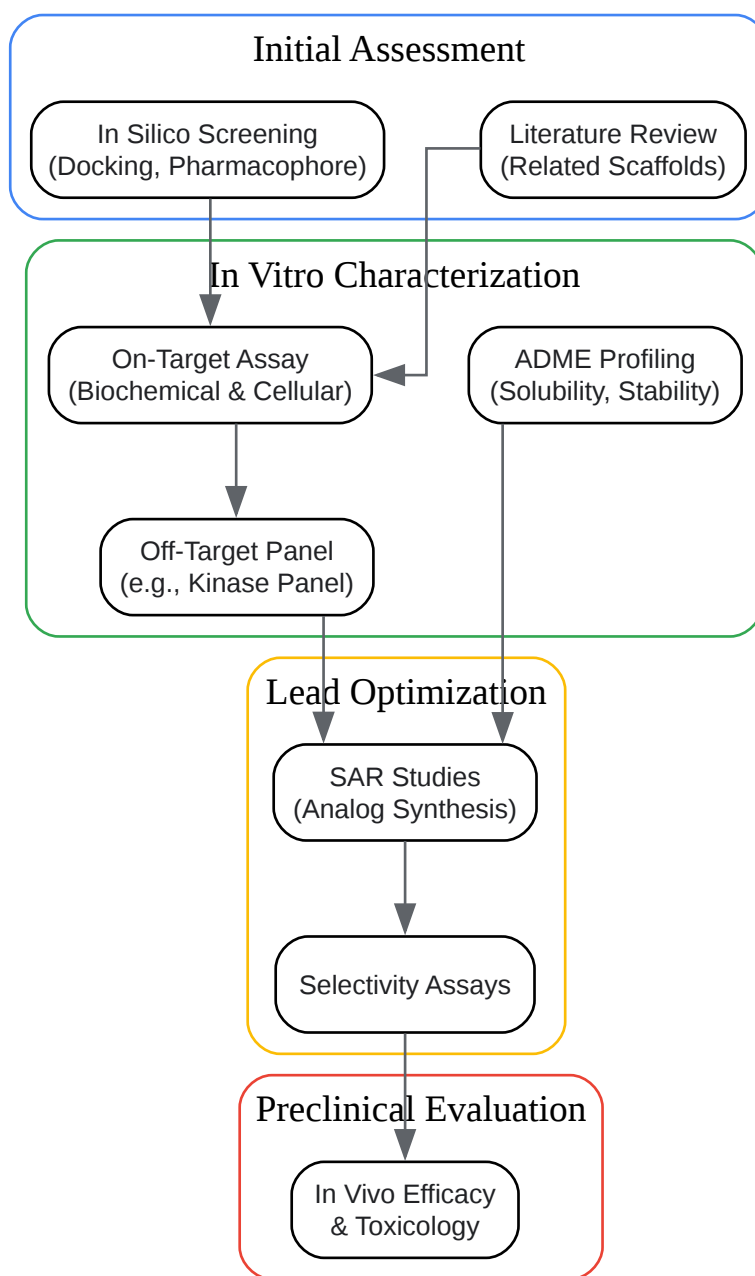 Initial Assessment
In Silico Screening
(Docking, Pharmacophore)
Literature Review
(Related Scaffolds)
In Vitro Characterization
On-Target Assay
(Biochemical & Cellular)
ADME Profiling
(Solubility, Stability)
Off-Target Panel
(e.g., Kinase Panel)
Lead Optimization
SAR Studies
(Analog Synthesis)
Selectivity Assays
Preclinical Evaluation
In Vivo Efficacy
& Toxicology